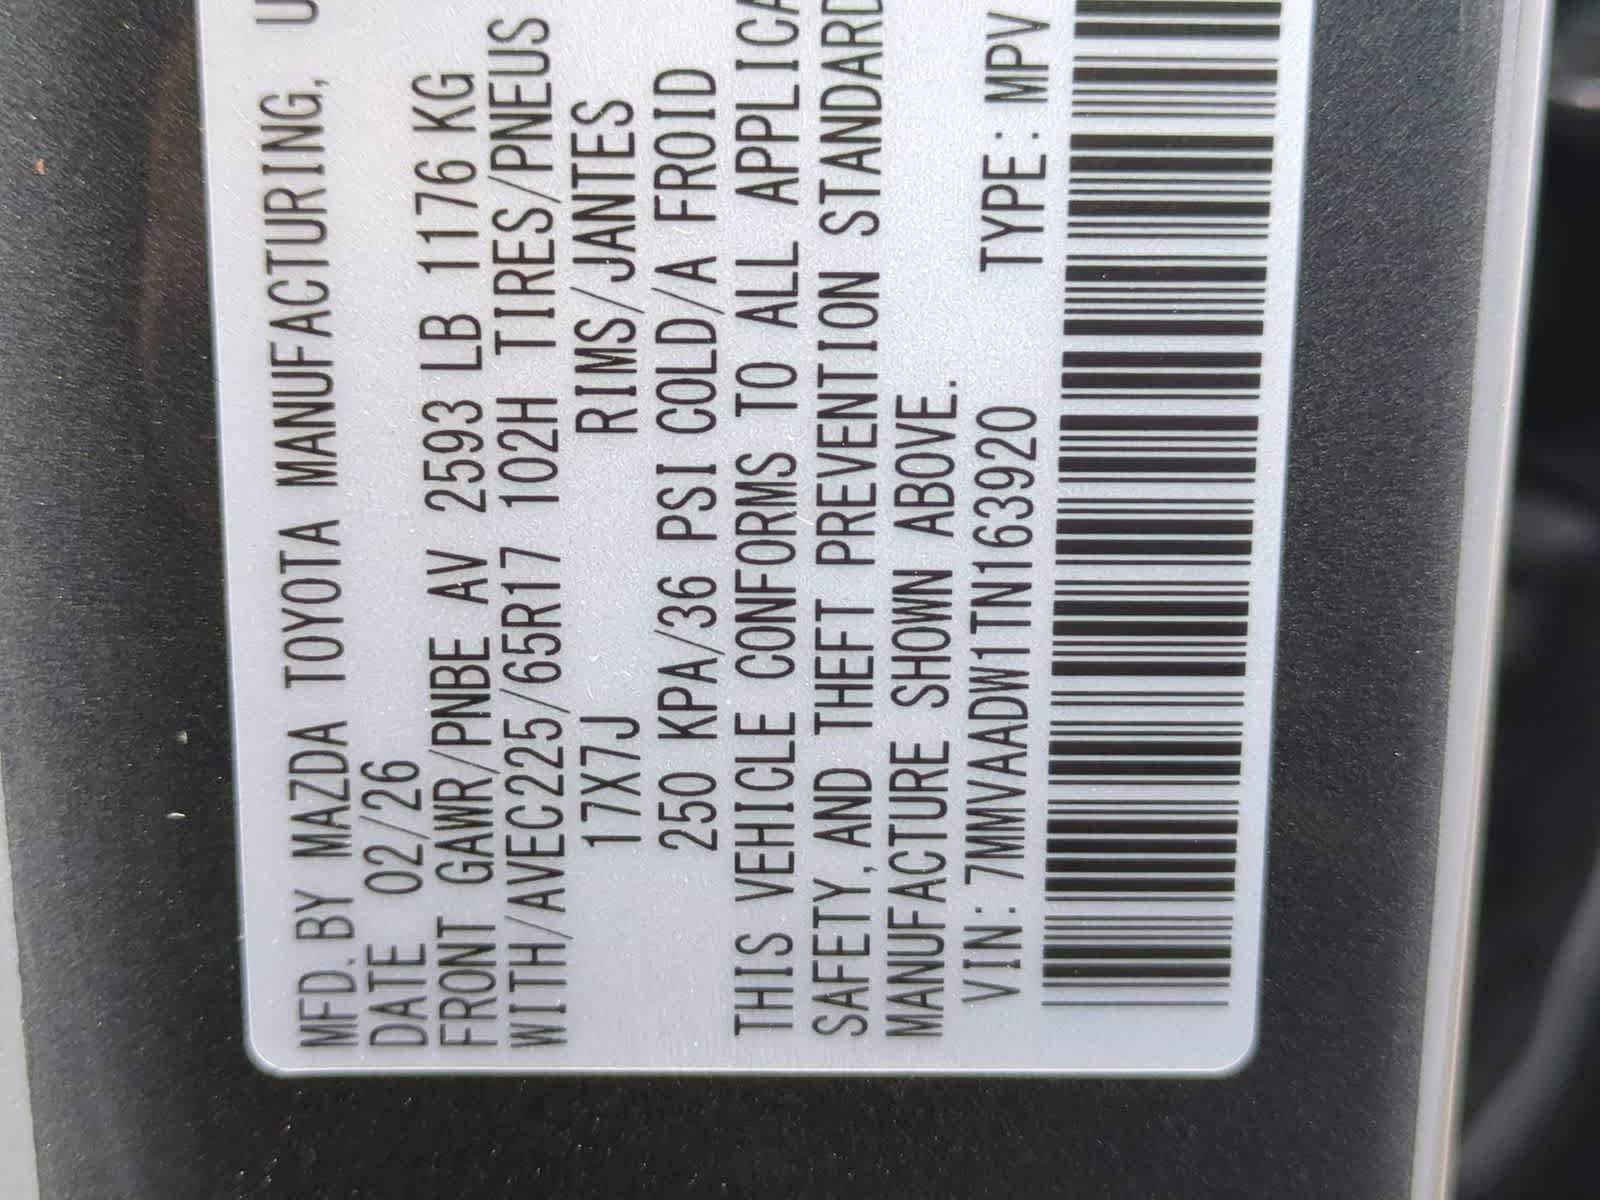 MFD. BY MAZDA TOYOTA MANUFACTURING, U
DATE 02/26
FRONT GAWR/PNBE AV 2593 LB 1176 KG
WITH/AVEC225/65R17 102H TIRES/PNEUS
17X7J RIMS/JANTES
250 KPA/36 PSI COLD/A FROID
THIS VEHICLE CONFORMS TO ALL APPLICA
SAFETY, AND THEFT PREVENTION STANDARD
MANUFACTURE SHOWN ABOVE.
VIN: 7MMVAADW1TN163920 TYPE: MPV